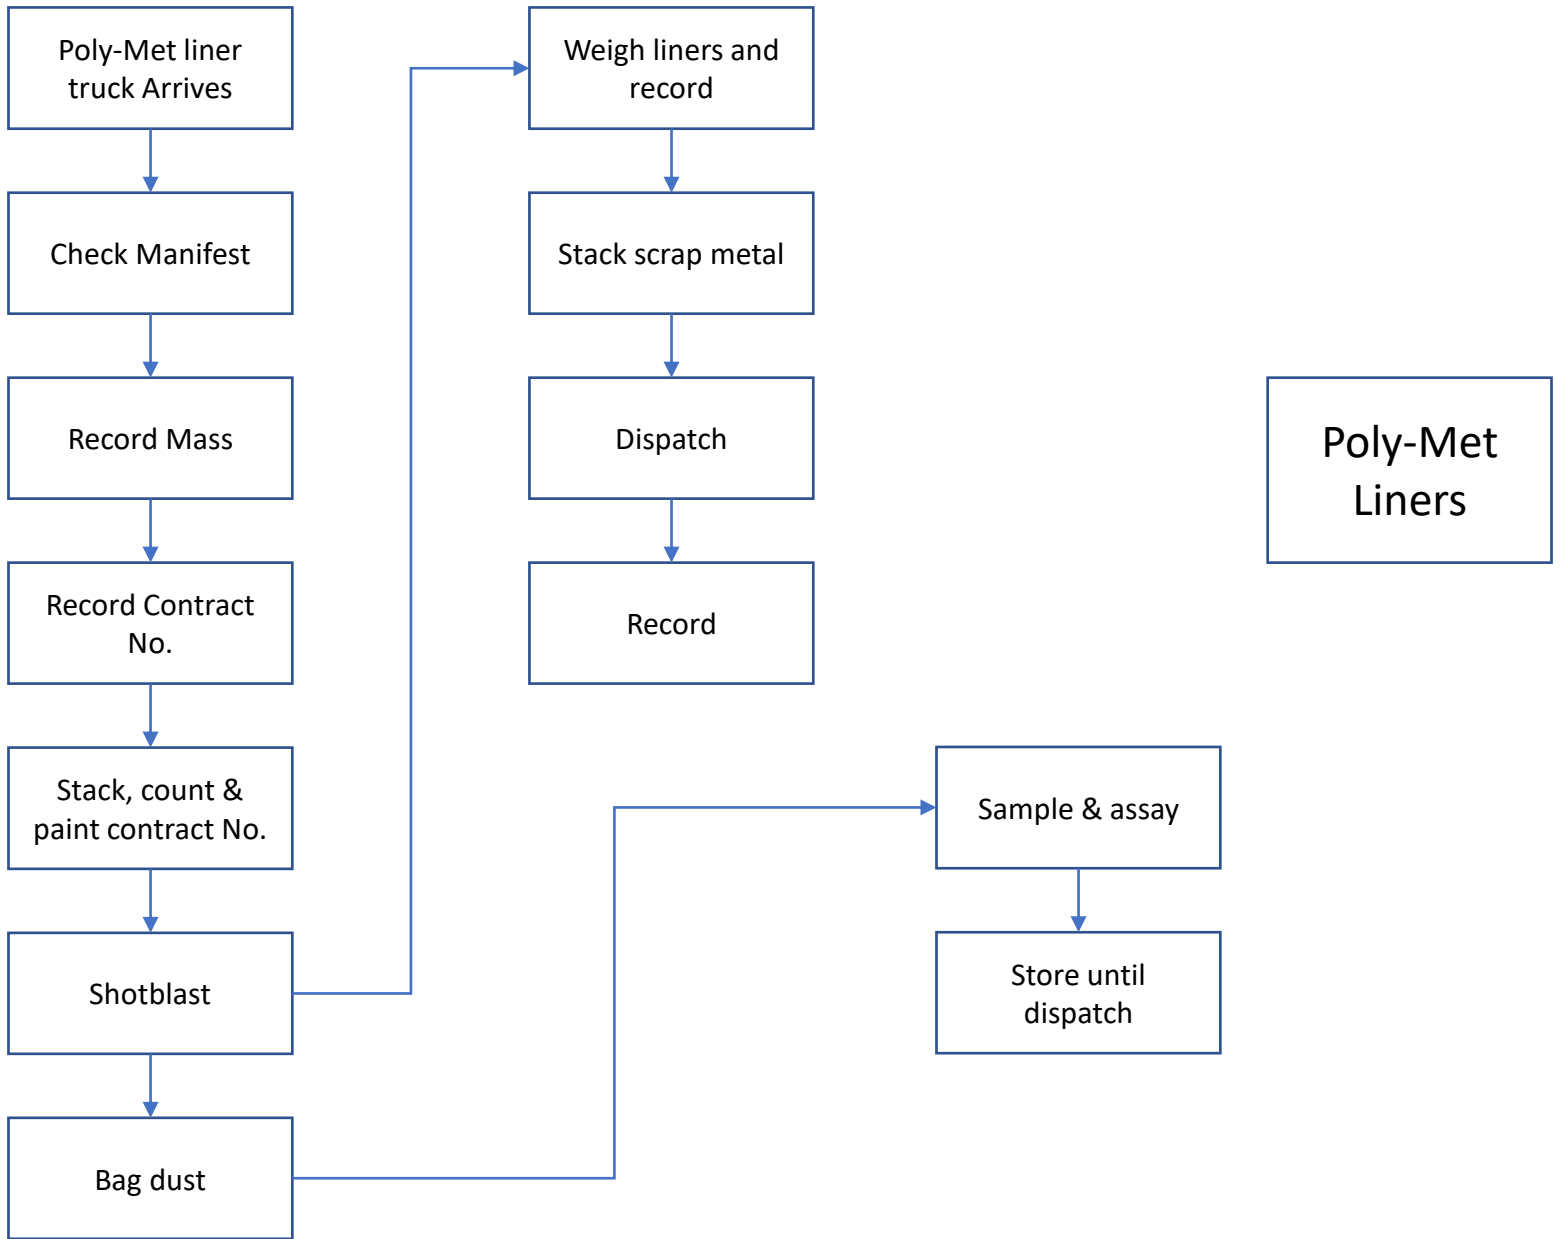 Poly-Met liner
truck Arrives
Check Manifest
Record Mass
Record Contract
No.
Stack, count &
paint contract No.
Shotblast
Bag dust
Weigh liners and
record
Stack scrap metal
Dispatch
Record
Sample & assay
Store until
dispatch
Poly-Met
Liners